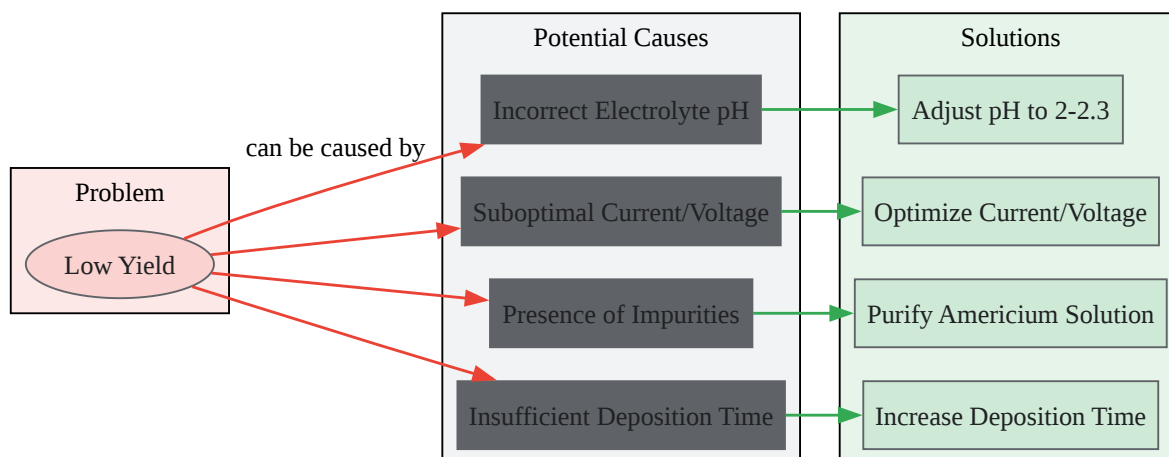 Problem
Low Yield
can be caused by
Potential Causes
Incorrect Electrolyte pH
Suboptimal Current/Voltage
Presence of Impurities
Insufficient Deposition Time
Solutions
Adjust pH to 2-2.3
Optimize Current/Voltage
Purify Americium Solution
Increase Deposition Time